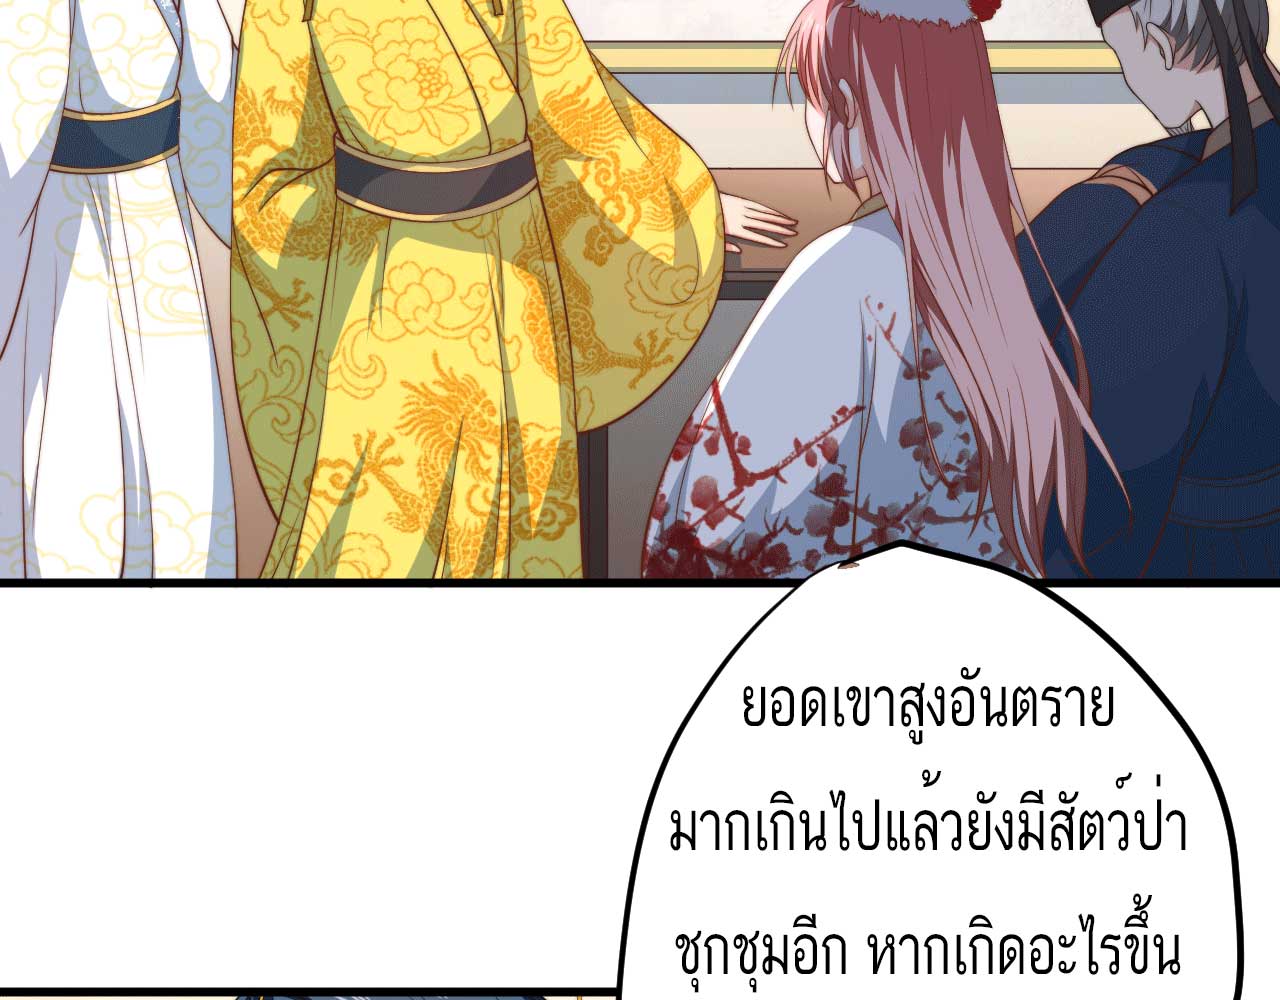 ยอดเขาสูงอันตราย
มากเกินไปแล้วยังมีสัตว์ป่า
ชุกชุมอีก หากเกิดอะไรขึ้น